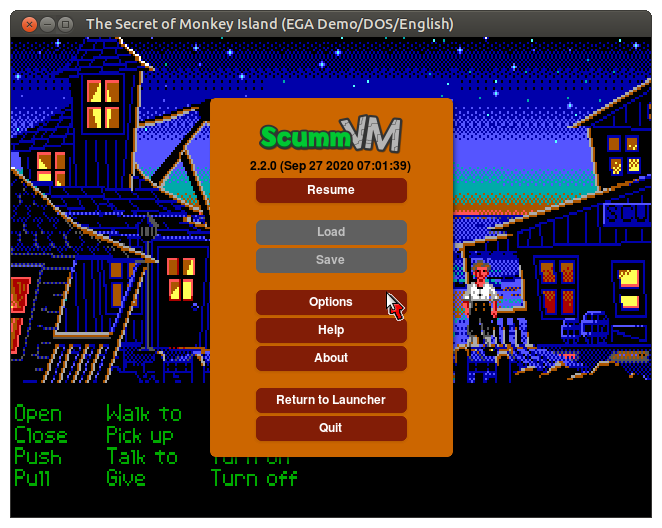 The Secret of Monkey Island (EGA Demo/DOS/English)
ScummVM
2.2.0 (Sep 27 2020 07:01:39)
Resume
Load
Save
Options
Help
About
Return to Launcher
Quit
SCU
Open Walk to
Close Pick up
Push Talk to Turn on
Pull Give Turn off